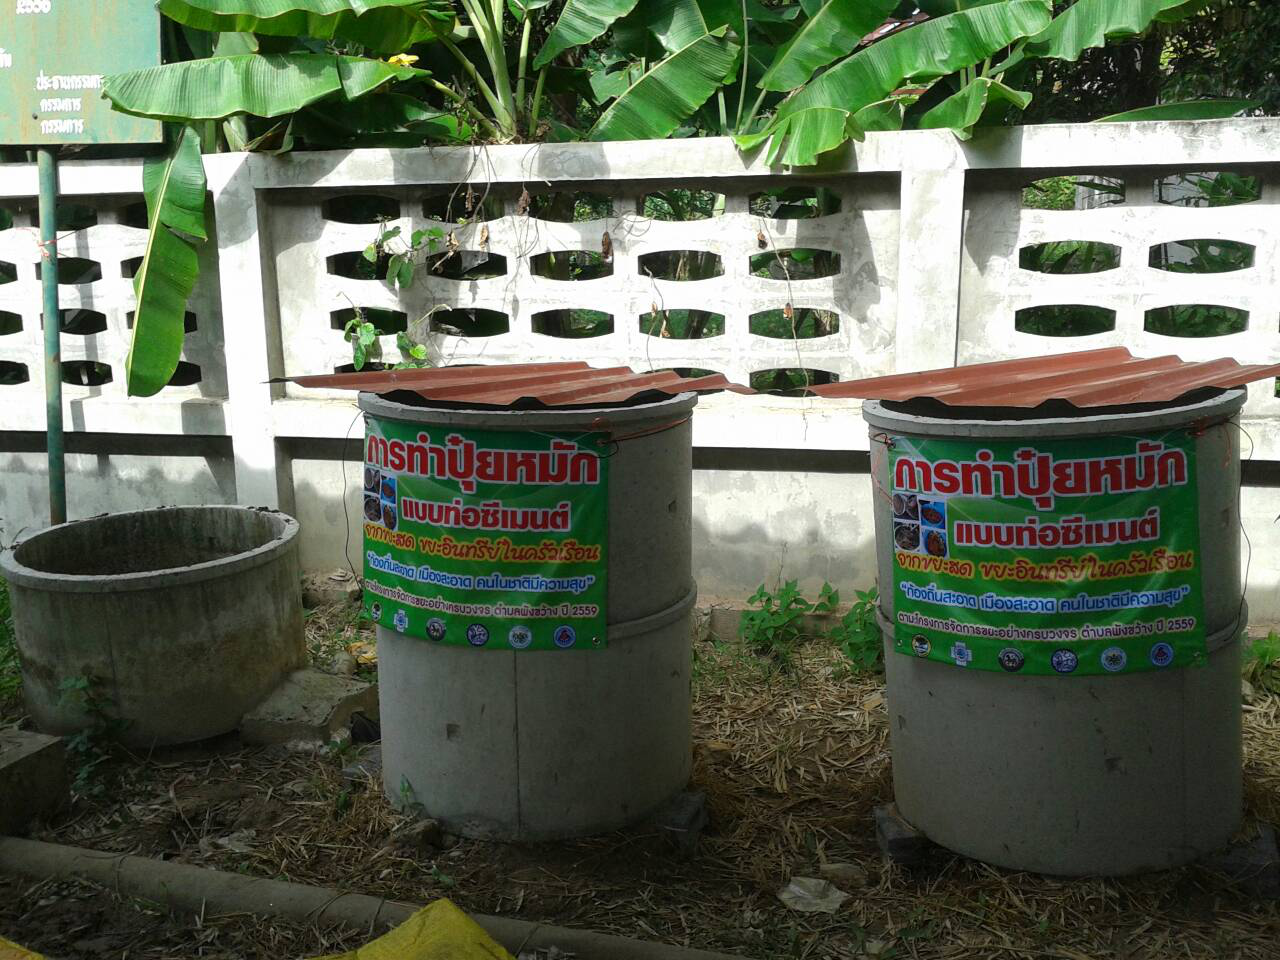 ๒๕๕๖
ประธานกรรมการ
กรรมการ
กรรมการ
การทำปุ๋ยหมัก
แบบท่อซีเมนต์
จากขยะสด ขยะอินทรีย์ในครัวเรือน
"ท้องถิ่นสะอาด เมืองสะอาด คนในชาติมีความสุข"
ตามโครงการจัดการขยะอย่างครบวงจร ตำบลฝั่งขวาง ปี 2559
การทำปุ๋ยหมัก
แบบท่อซีเมนต์
จากขยะสด ขยะอินทรีย์ในครัวเรือน
"ท้องถิ่นสะอาด เมืองสะอาด คนในชาติมีความสุข"
ตามโครงการจัดการขยะอย่างครบวงจร ตำบลพังขว้าง ปี 2559